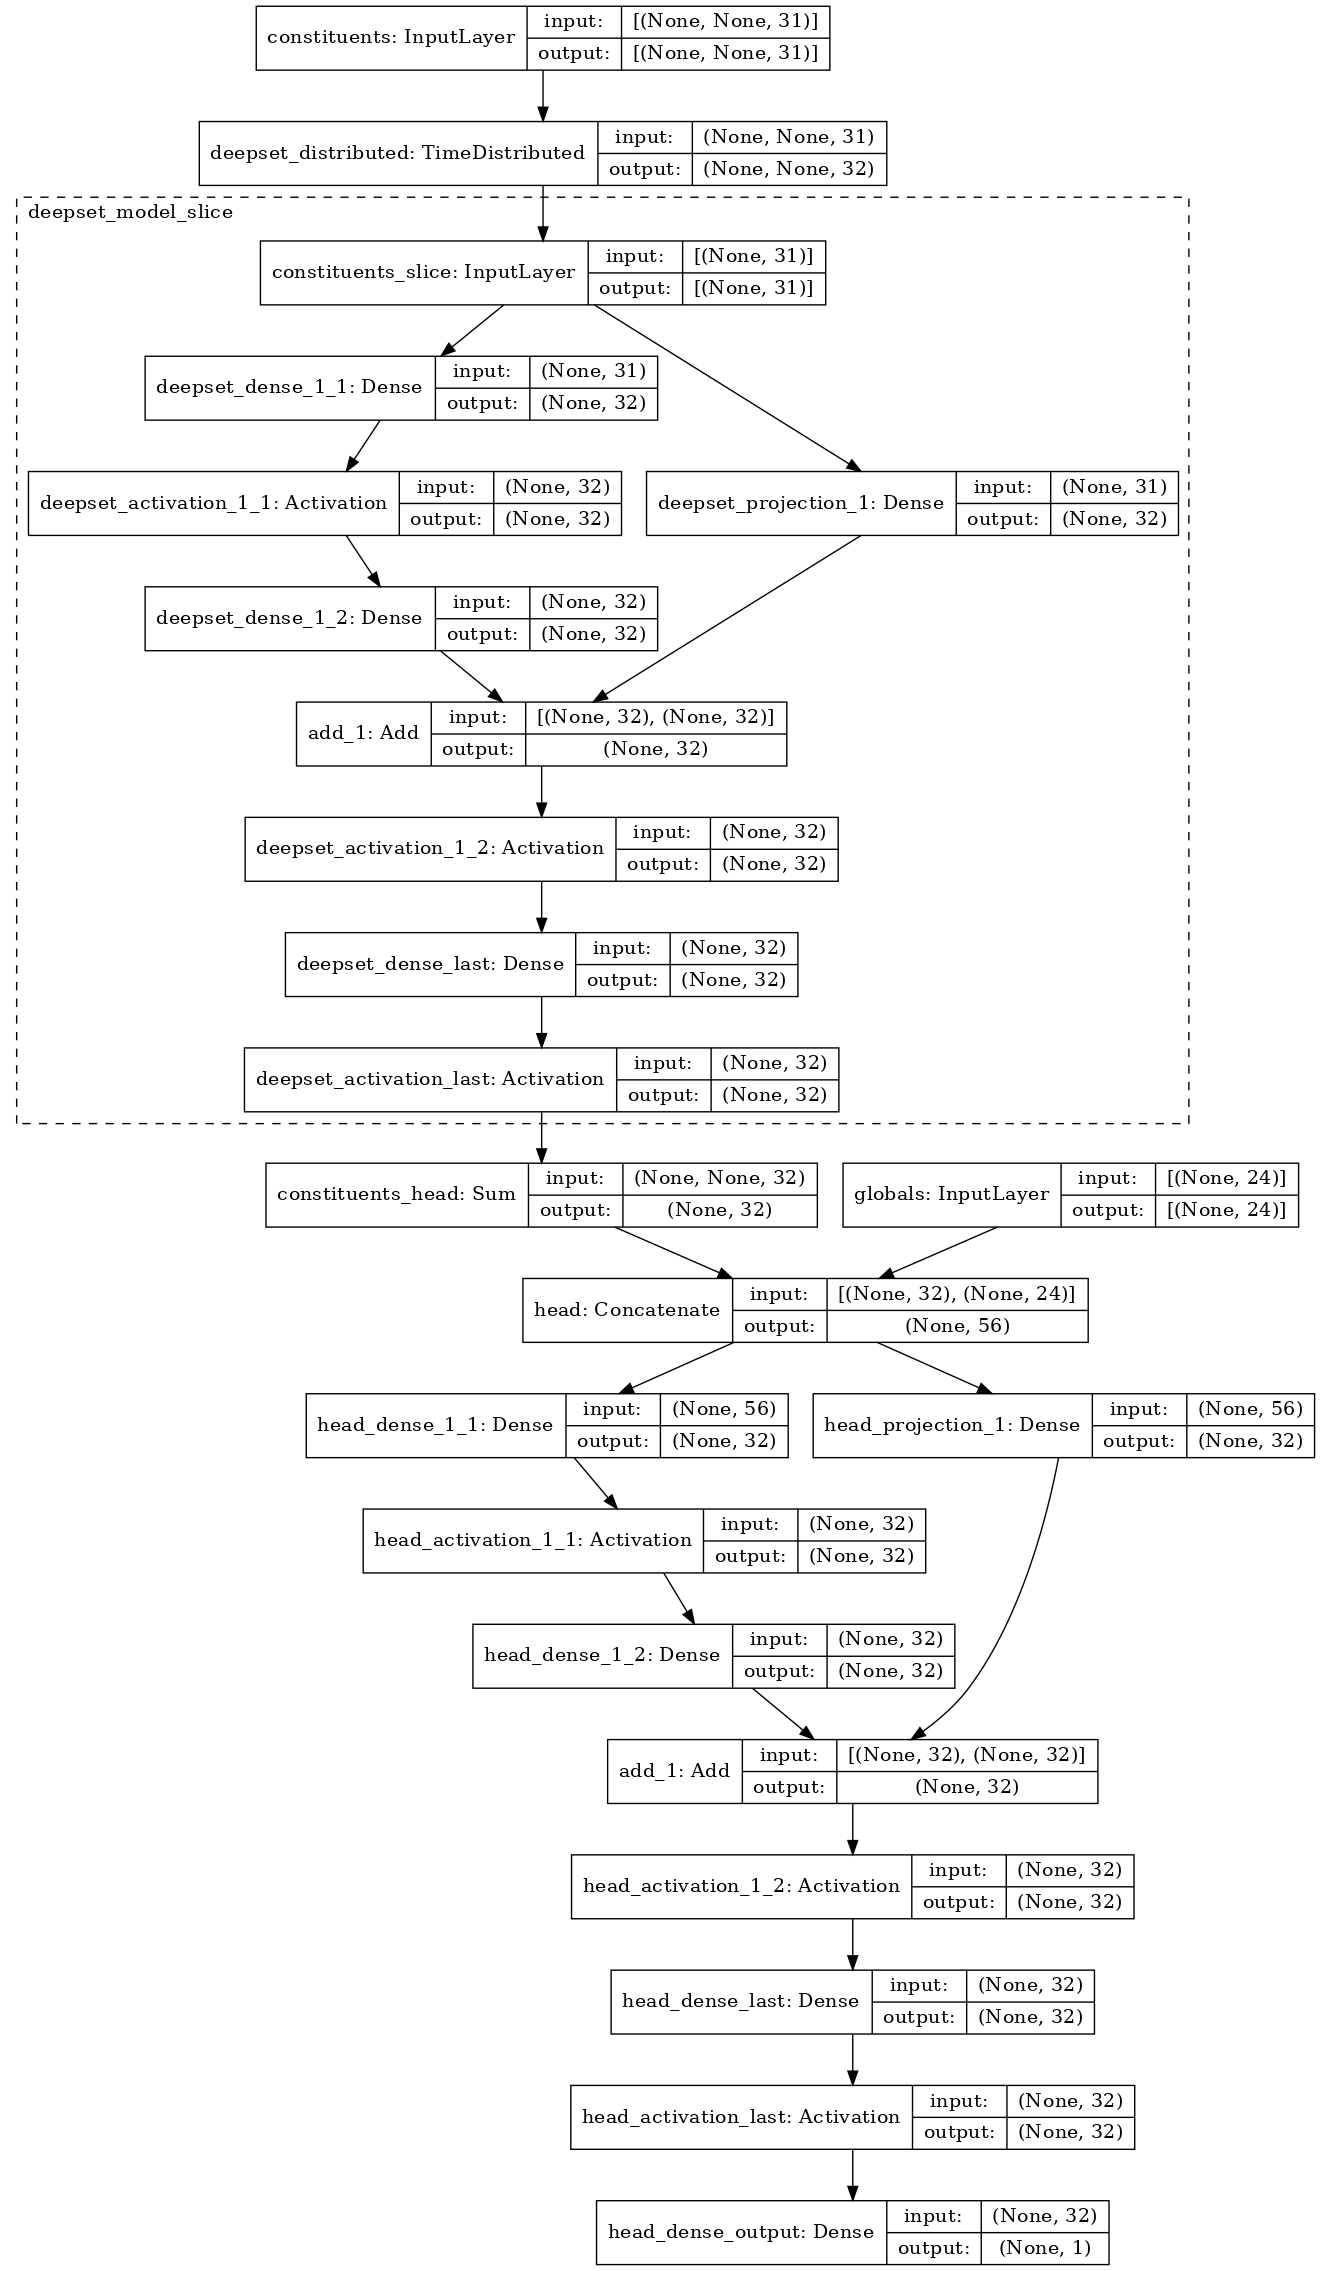 constituents: InputLayer
input:
[(None, None, 31)]
output:
[(None, None, 31)]
deepset_distributed: TimeDistributed
input:
(None, None, 31)
output:
(None, None, 32)
deepset_model_slice
constituents_slice: InputLayer
input:
[(None, 31)]
output:
[(None, 31)]
deepset_dense_1_1: Dense
input:
(None, 31)
output:
(None, 32)
deepset_activation_1_1: Activation
input:
(None, 32)
output:
(None, 32)
deepset_projection_1: Dense
input:
(None, 31)
output:
(None, 32)
deepset_dense_1_2: Dense
input:
(None, 32)
output:
(None, 32)
add_1: Add
input:
[(None, 32), (None, 32)]
output:
(None, 32)
deepset_activation_1_2: Activation
input:
(None, 32)
output:
(None, 32)
deepset_dense_last: Dense
input:
(None, 32)
output:
(None, 32)
deepset_activation_last: Activation
input:
(None, 32)
output:
(None, 32)
constituents_head: Sum
input:
(None, None, 32)
output:
(None, 32)
globals: InputLayer
input:
[(None, 24)]
output:
[(None, 24)]
head: Concatenate
input:
[(None, 32), (None, 24)]
output:
(None, 56)
head_dense_1_1: Dense
input:
(None, 56)
output:
(None, 32)
head_projection_1: Dense
input:
(None, 56)
output:
(None, 32)
head_activation_1_1: Activation
input:
(None, 32)
output:
(None, 32)
head_dense_1_2: Dense
input:
(None, 32)
output:
(None, 32)
add_1: Add
input:
[(None, 32), (None, 32)]
output:
(None, 32)
head_activation_1_2: Activation
input:
(None, 32)
output:
(None, 32)
head_dense_last: Dense
input:
(None, 32)
output:
(None, 32)
head_activation_last: Activation
input:
(None, 32)
output:
(None, 32)
head_dense_output: Dense
input:
(None, 32)
output:
(None, 1)